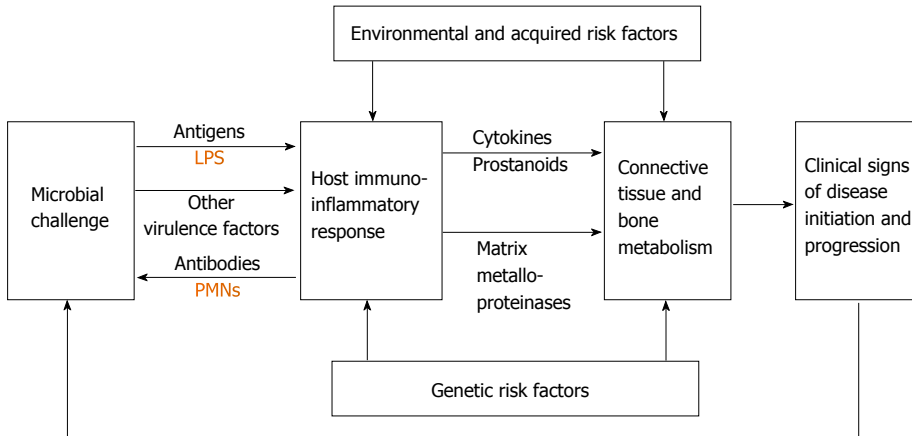 Environmental and acquired risk factors
Microbial
challenge
Antigens
LPS
Other
virulence factors
Antibodies
PMNs
Host immuno-
inflammatory
response
Cytokines
Prostanoids
Matrix
metallo-
proteinases
Connective
tissue and
bone
metabolism
Clinical signs
of disease
initiation and
progression
Genetic risk factors